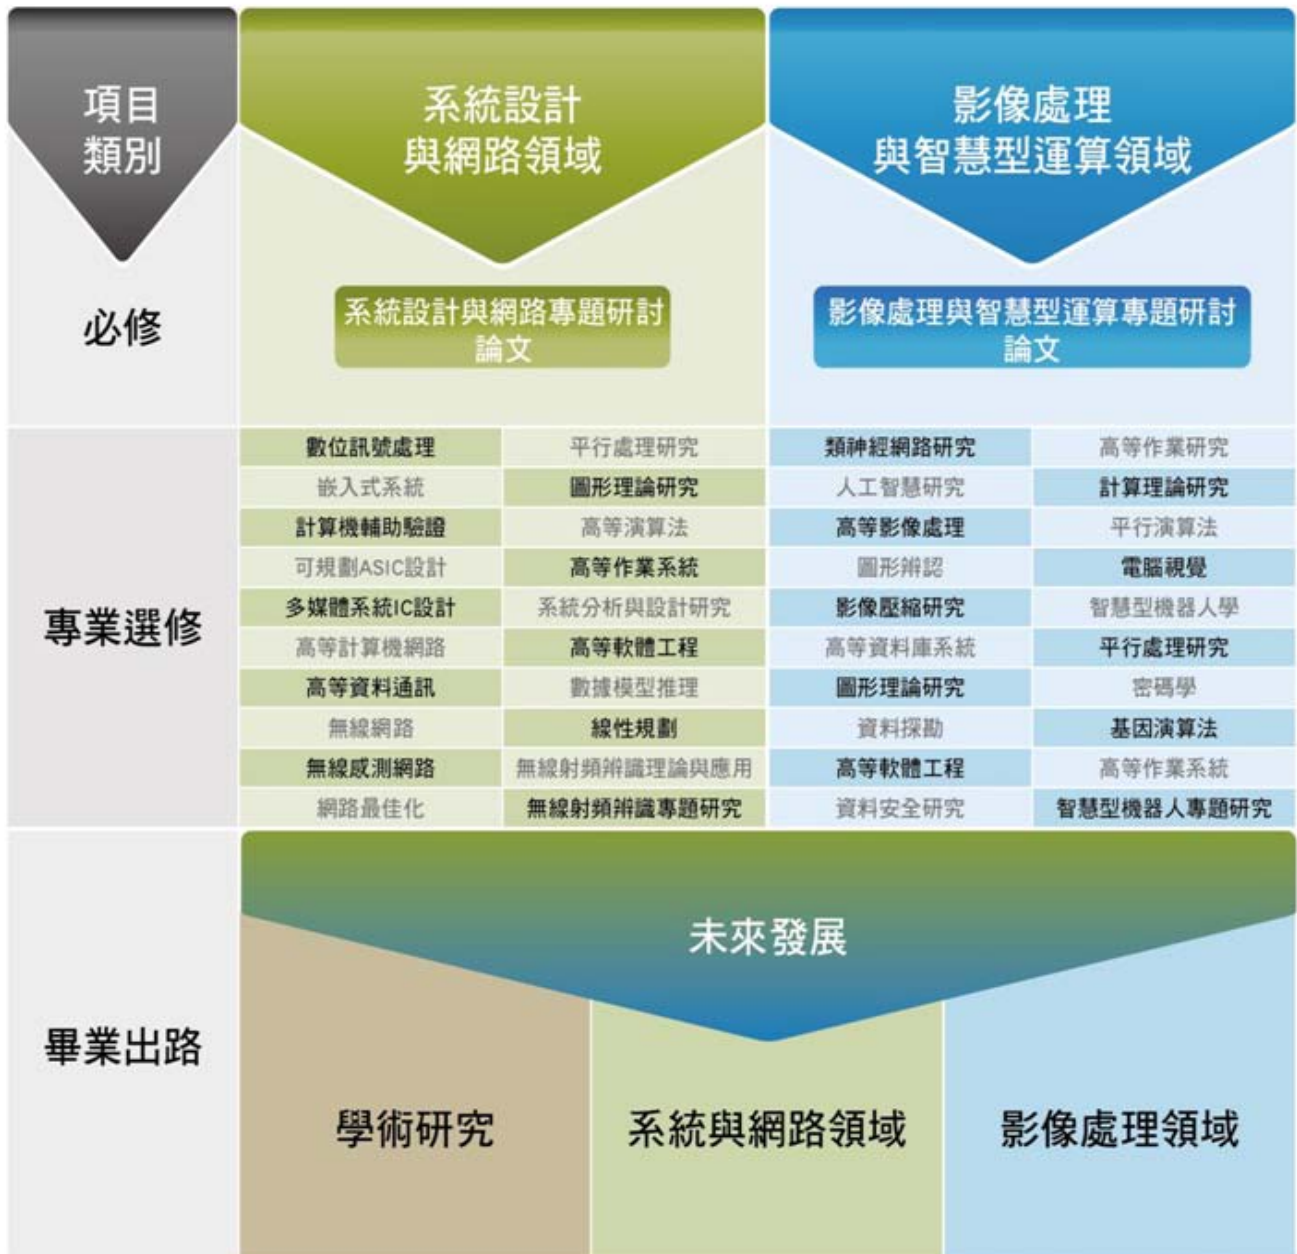 項目
類別
系統設計
與網路領域
影像處理
與智慧型運算領域
必修
系統設計與網路專題研討
論文
影像處理與智慧型運算專題研討
論文
專業選修
數位訊號處理 平行處理研究 類神經網路研究 高等作業研究
嵌入式系統 圖形理論研究 人工智慧研究 計算理論研究
計算機輔助驗證 高等演算法 高等影像處理 平行演算法
可規劃ASIC設計 高等作業系統 圖形辨認 電腦視覺
多媒體系統IC設計 系統分析與設計研究 影像壓縮研究 智慧型機器人學
高等計算機網路 高等軟體工程 高等資料庫系統 平行處理研究
高等資料通訊 數據模型推理 圖形理論研究 密碼學
無線網路 線性規劃 資料探勘 基因演算法
無線感測網路 無線射頻辨識理論與應用 高等軟體工程 高等作業系統
網路最佳化 無線射頻辨識專題研究 資料安全研究 智慧型機器人專題研究
畢業出路
未來發展
學術研究
系統與網路領域
影像處理領域